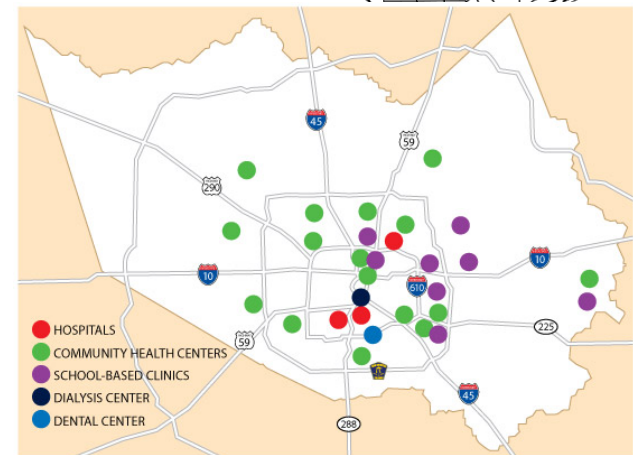 45
59
290
10
10
610
HOSPITALS
COMMUNITY HEALTH CENTERS
SCHOOL-BASED CLINICS
DIALYSIS CENTER
DENTAL CENTER
59
225
45
288